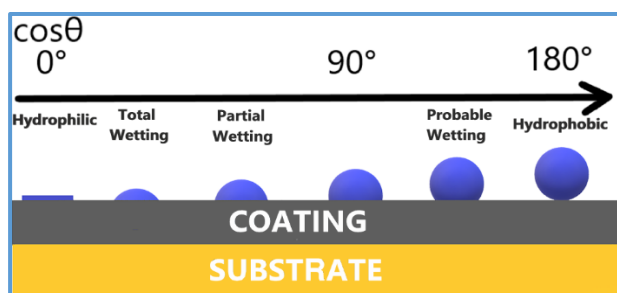 cosθ
0° 90° 180°
Hydrophilic Total Wetting Partial Wetting Probable Wetting Hydrophobic
COATING
SUBSTRATE